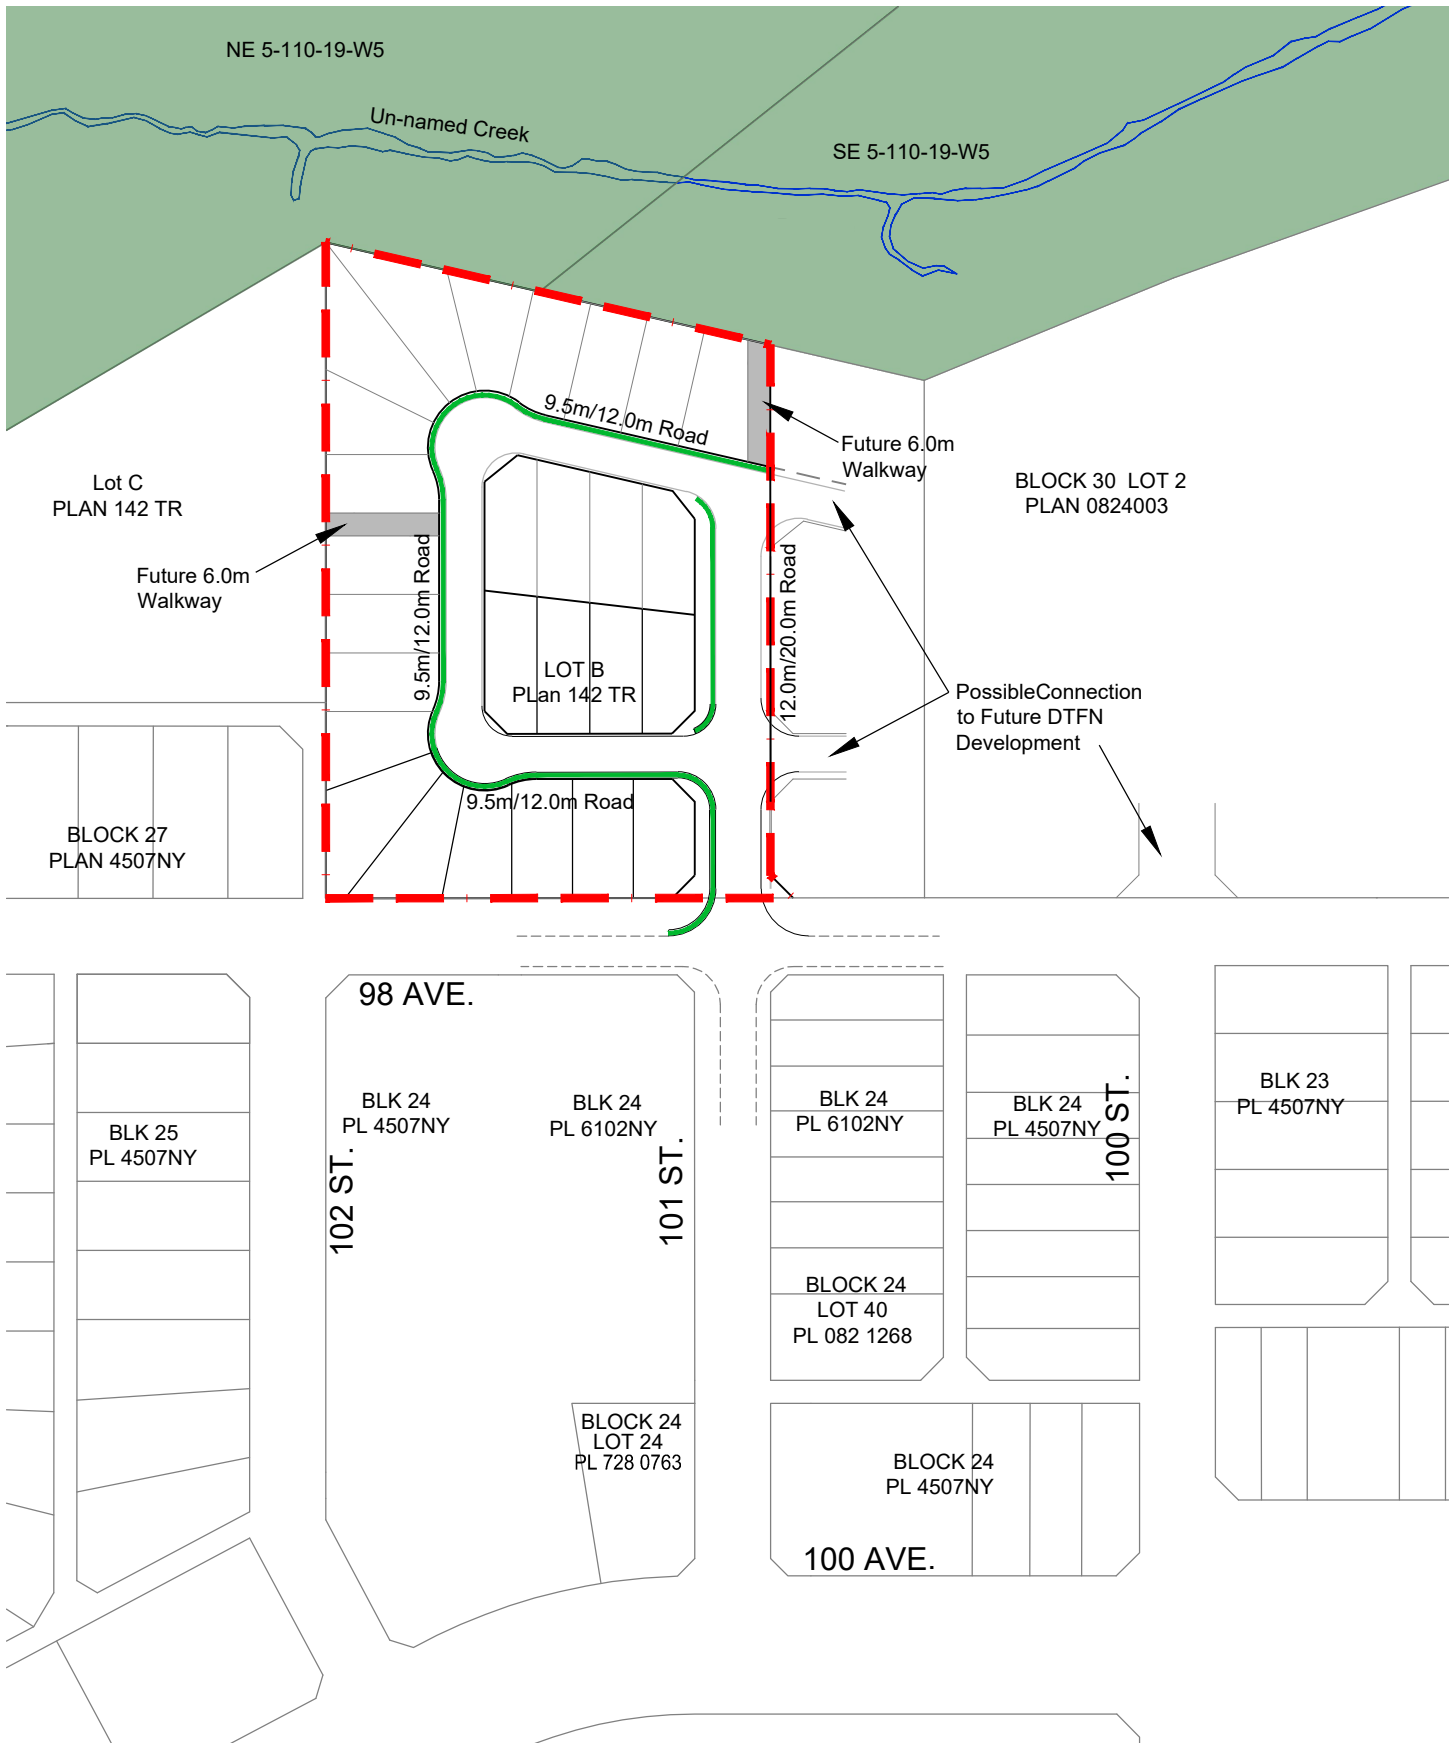 NE 5-110-19-W5
Un-named Creek
SE 5-110-19-W5
9.5m/12.0m Road
Future 6.0m
Walkway
Lot C
PLAN 142 TR
BLOCK 30  LOT 2
PLAN 0824003
Future 6.0m
Walkway
9.5m/12.0m Road
12.0m/20.0m Road
LOT B
PLan 142 TR
PossibleConnection
to Future DTFN
Development
9.5m/12.0m Road
BLOCK 27
PLAN 4507NY
98 AVE.
BLK 24
PL 4507NY
BLK 24
PL 6102NY
BLK 24
PL 6102NY
BLK 24
PL 4507NY
BLK 23
PL 4507NY
BLK 25
PL 4507NY
102 ST.
101 ST.
100 ST.
BLOCK 24
LOT 40
PL 082 1268
BLOCK 24
LOT 24
PL 728 0763
BLOCK 24
PL 4507NY
100 AVE.